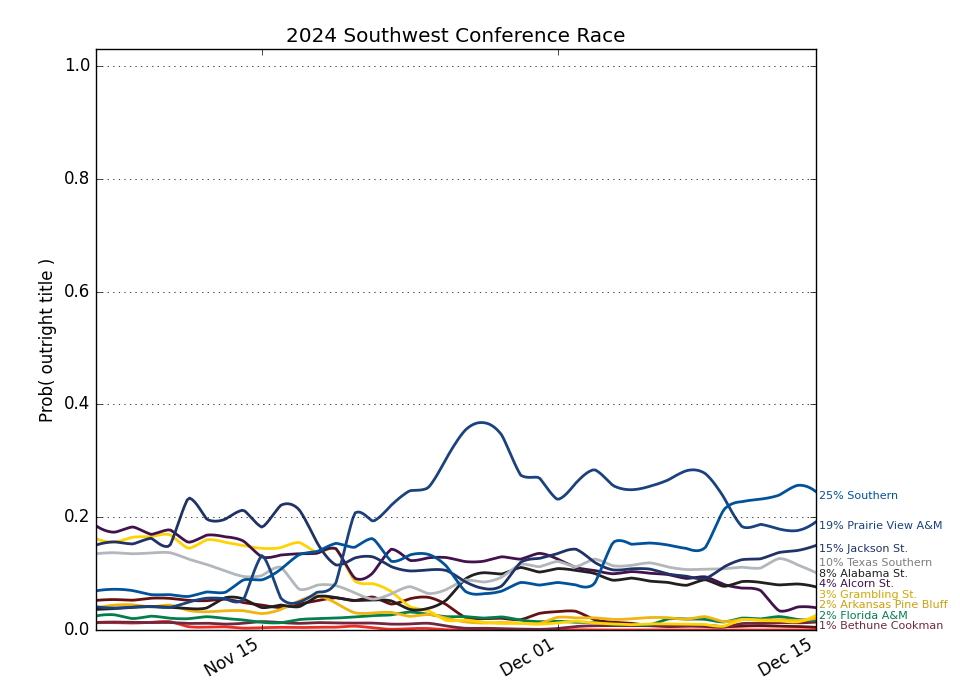 2024 Southwest Conference Race
Prob( outright title )
1.0
0.8
0.6
0.4
0.2
0.0
Nov 15
Dec 01
Dec 15
25% Southern
19% Prairie View A&M
15% Jackson St.
10% Texas Southern
8% Alabama St.
4% Alcorn St.
3% Grambling St.
2% Arkansas Pine Bluff
2% Florida A&M
1% Bethune Cookman